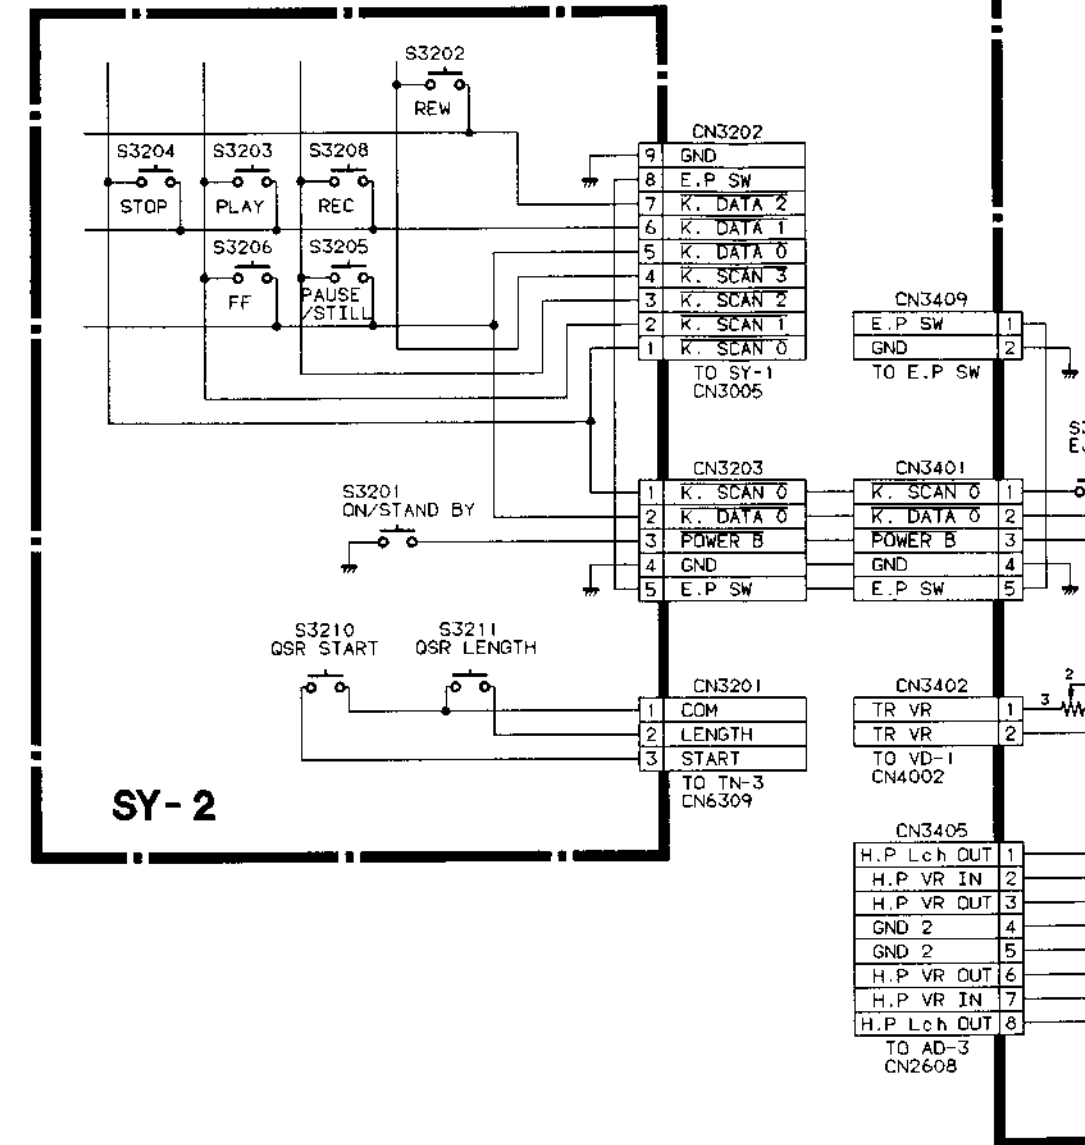 S3202
REW
S3204
STOP
S3203
PLAY
S3208
REC
S3206
FF
S3205
PAUSE
/STILL
CN3202
9 GND
8 E.P SW
7 K. DATA 2
6 K. DATA 1
5 K. DATA 0
4 K. SCAN 3
3 K. SCAN 2
2 K. SCAN 1
1 K. SCAN 0
TO SY-1
CN3005
CN3409
E.P SW 1
GND 2
TO E.P SW
S3201
ON/STAND BY
CN3203
1 K. SCAN 0
2 K. DATA 0
3 POWER B
4 GND
5 E.P SW
CN3401
K. SCAN 0 1
K. DATA 0 2
POWER B 3
GND 4
E.P SW 5
S3210
QSR START
S3211
QSR LENGTH
CN3201
1 COM
2 LENGTH
3 START
TO TN-3
CN6309
CN3402
TR VR 1
TR VR 2
TO VD-1
CN4002
2
3
SY-2
CN3405
H.P Lch OUT 1
H.P VR IN 2
H.P VR OUT 3
GND 2 4
GND 2 5
H.P VR OUT 6
H.P VR IN 7
H.P Lch OUT 8
TO AD-3
CN2608